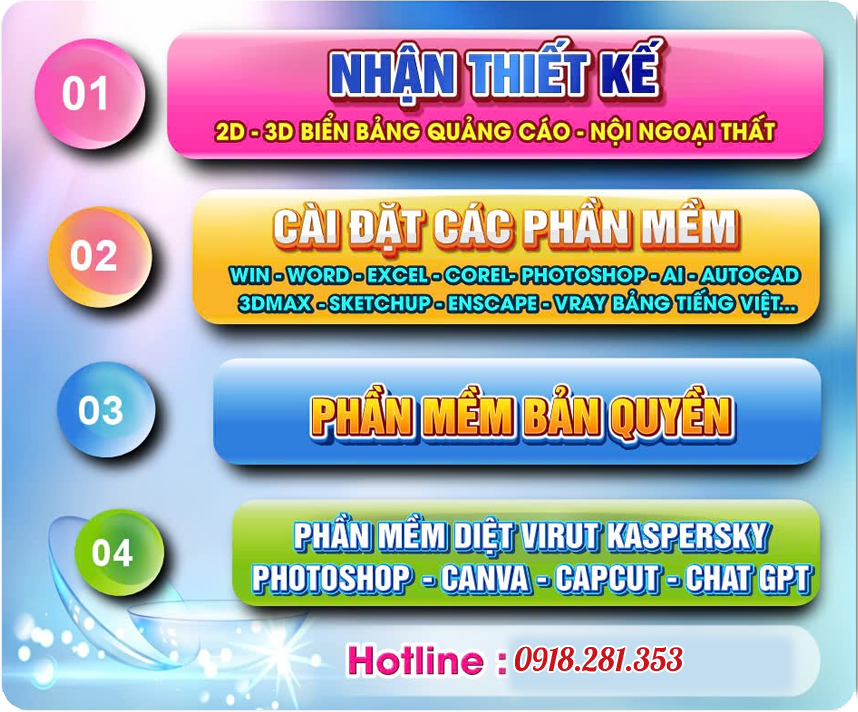 01
NHẬN THIẾT KẾ
2D - 3D BIỂN BẢNG QUẢNG CÁO - NỘI NGOẠI THẤT
02
CÀI ĐẶT CÁC PHẦN MỀM
WIN - WORD - EXCEL - COREL- PHOTOSHOP - AI - AUTOCAD
3DMAX - SKETCHUP - ENSCAPE - VRAY BẢNG TIẾNG VIỆT...
03
PHẦN MỀM BẢN QUYỀN
04
PHẦN MỀM DIỆT VIRUT KASPERSKY
PHOTOSHOP - CANVA - CAPCUT - CHAT GPT
Hotline : 0918.281.353